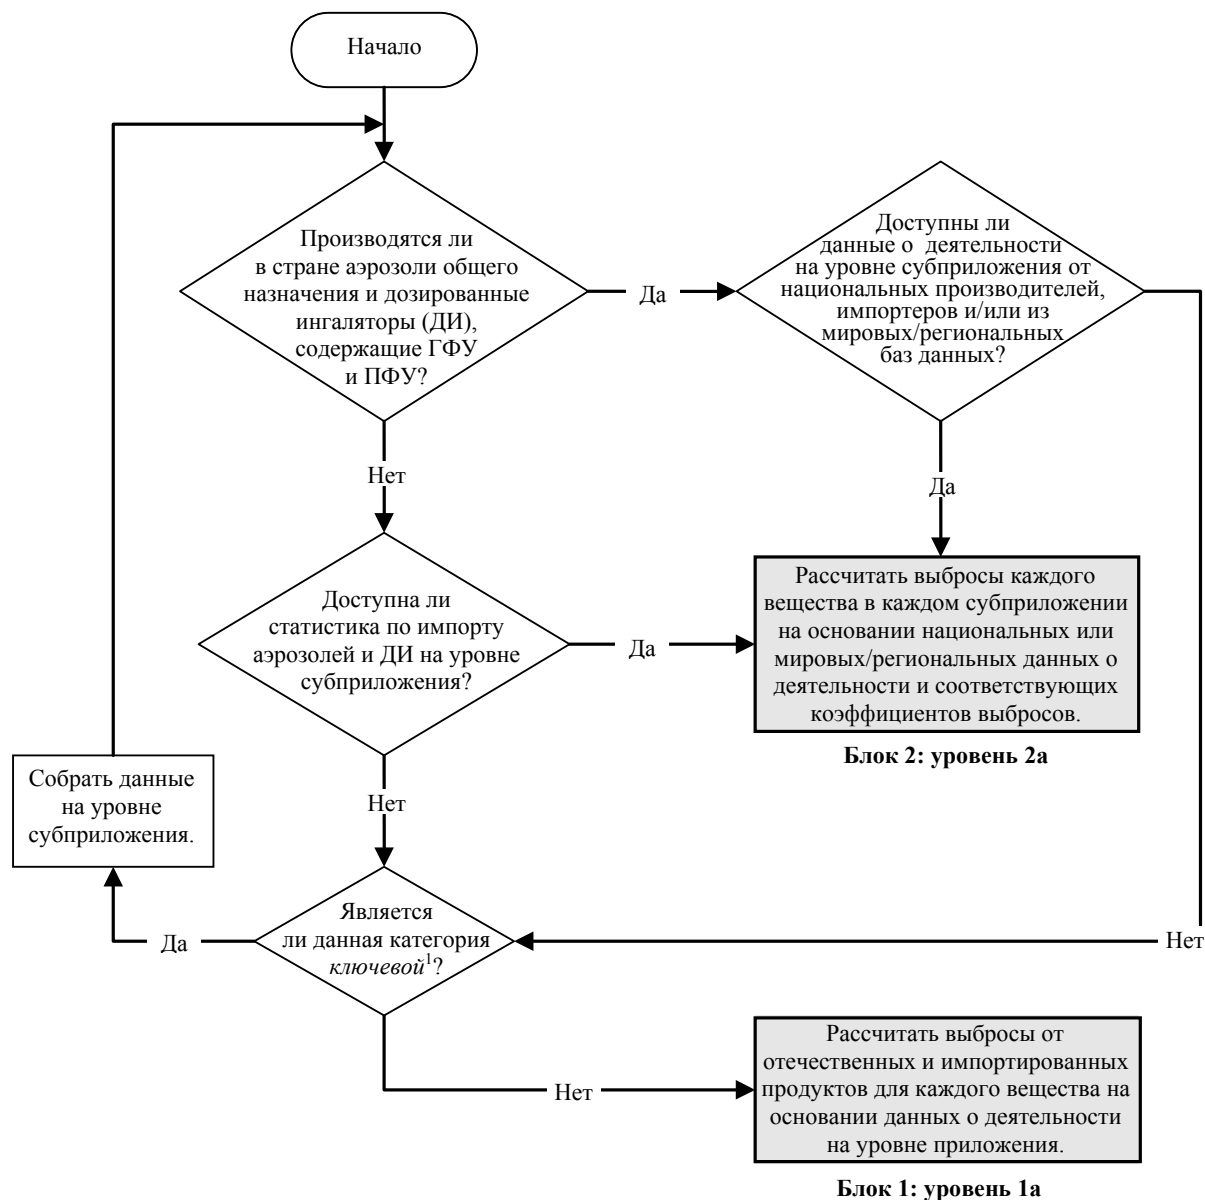 Начало
Производятся ли
в стране аэрозоли общего
назначения и дозированные
ингаляторы (ДИ),
содержащие ГФУ
и ПФУ?
Да
Доступны ли
данные о деятельности
на уровне субприложения от
национальных производителей,
импортеров и/или из
мировых/региональных
баз данных?
Нет
Да
Доступна ли
статистика по импорту
аэрозолей и ДИ на уровне
субприложения?
Да
Рассчитать выбросы каждого
вещества в каждом субприложении
на основании национальных или
мировых/региональных данных о
деятельности и соответствующих
коэффициентов выбросов.
Блок 2: уровень 2а
Собрать данные
на уровне
субприложения.
Нет
Является
ли данная категория
ключевой¹?
Да
Нет
Нет
Рассчитать выбросы от
отечественных и импортированных
продуктов для каждого вещества на
основании данных о деятельности
на уровне приложения.
Блок 1: уровень 1а